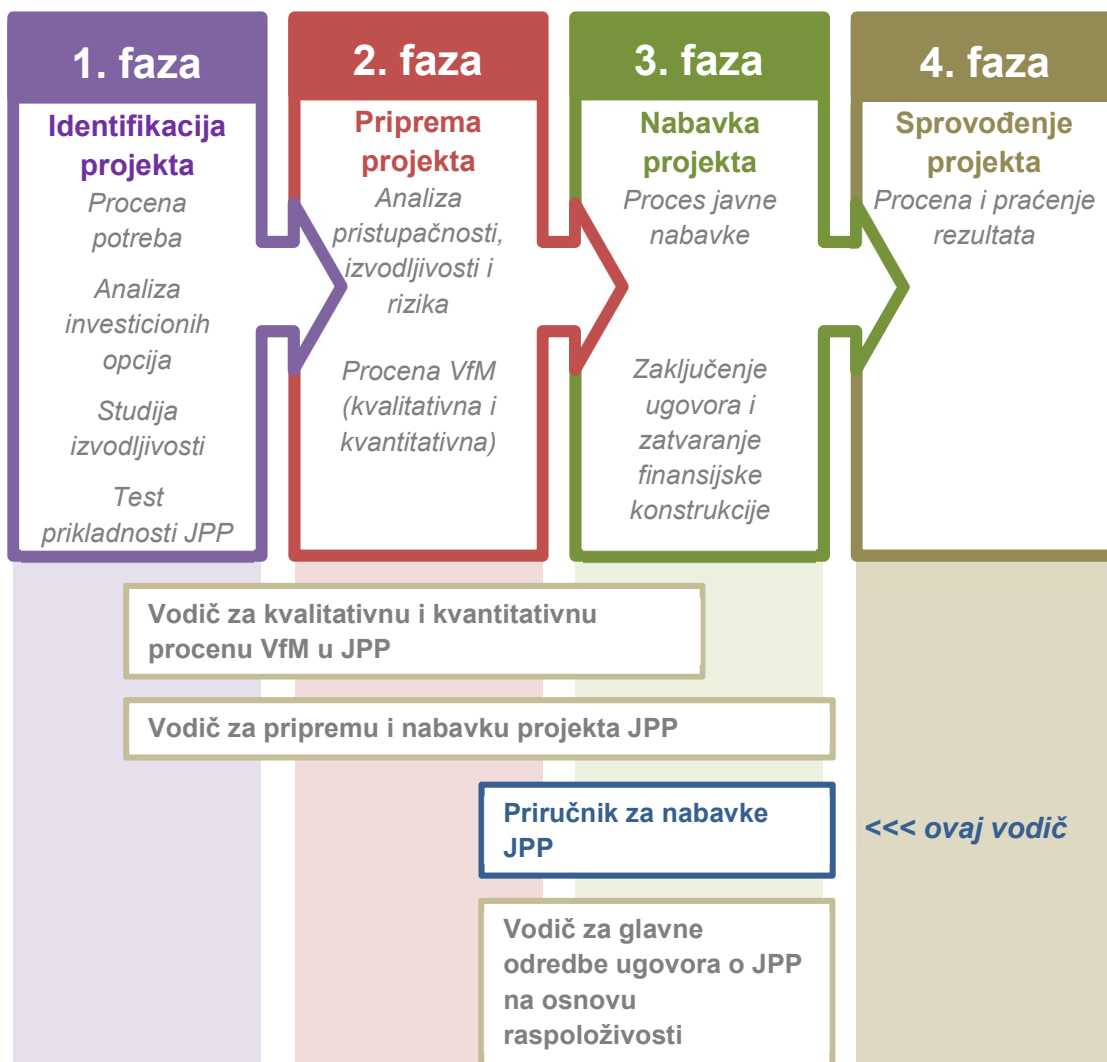 1. faza
Identifikacija
projekta
Procena
potreba
Analiza
investicionih
opcija
Studija
izvodljivosti
Test
prikladnosti JPP
2. faza
Priprema
projekta
Analiza
pristupačnosti,
izvodljivosti i
rizika
Procena VfM
(kvalitativna i
kvantitativna)
3. faza
Nabavka
projekta
Proces javne
nabavke
Zaključenje
ugovora i
zatvaranje
finansijske
konstrukcije
4. faza
Sprovođenje
projekta
Procena i praćenje
rezultata
Vodič za kvalitativnu i kvantitativnu
procenu VfM u JPP
Vodič za pripremu i nabavku projekta JPP
Priručnik za nabavke
JPP
<<< ovaj vodič
Vodič za glavne
odredbe ugovora o JPP
na osnovu
raspoloživosti